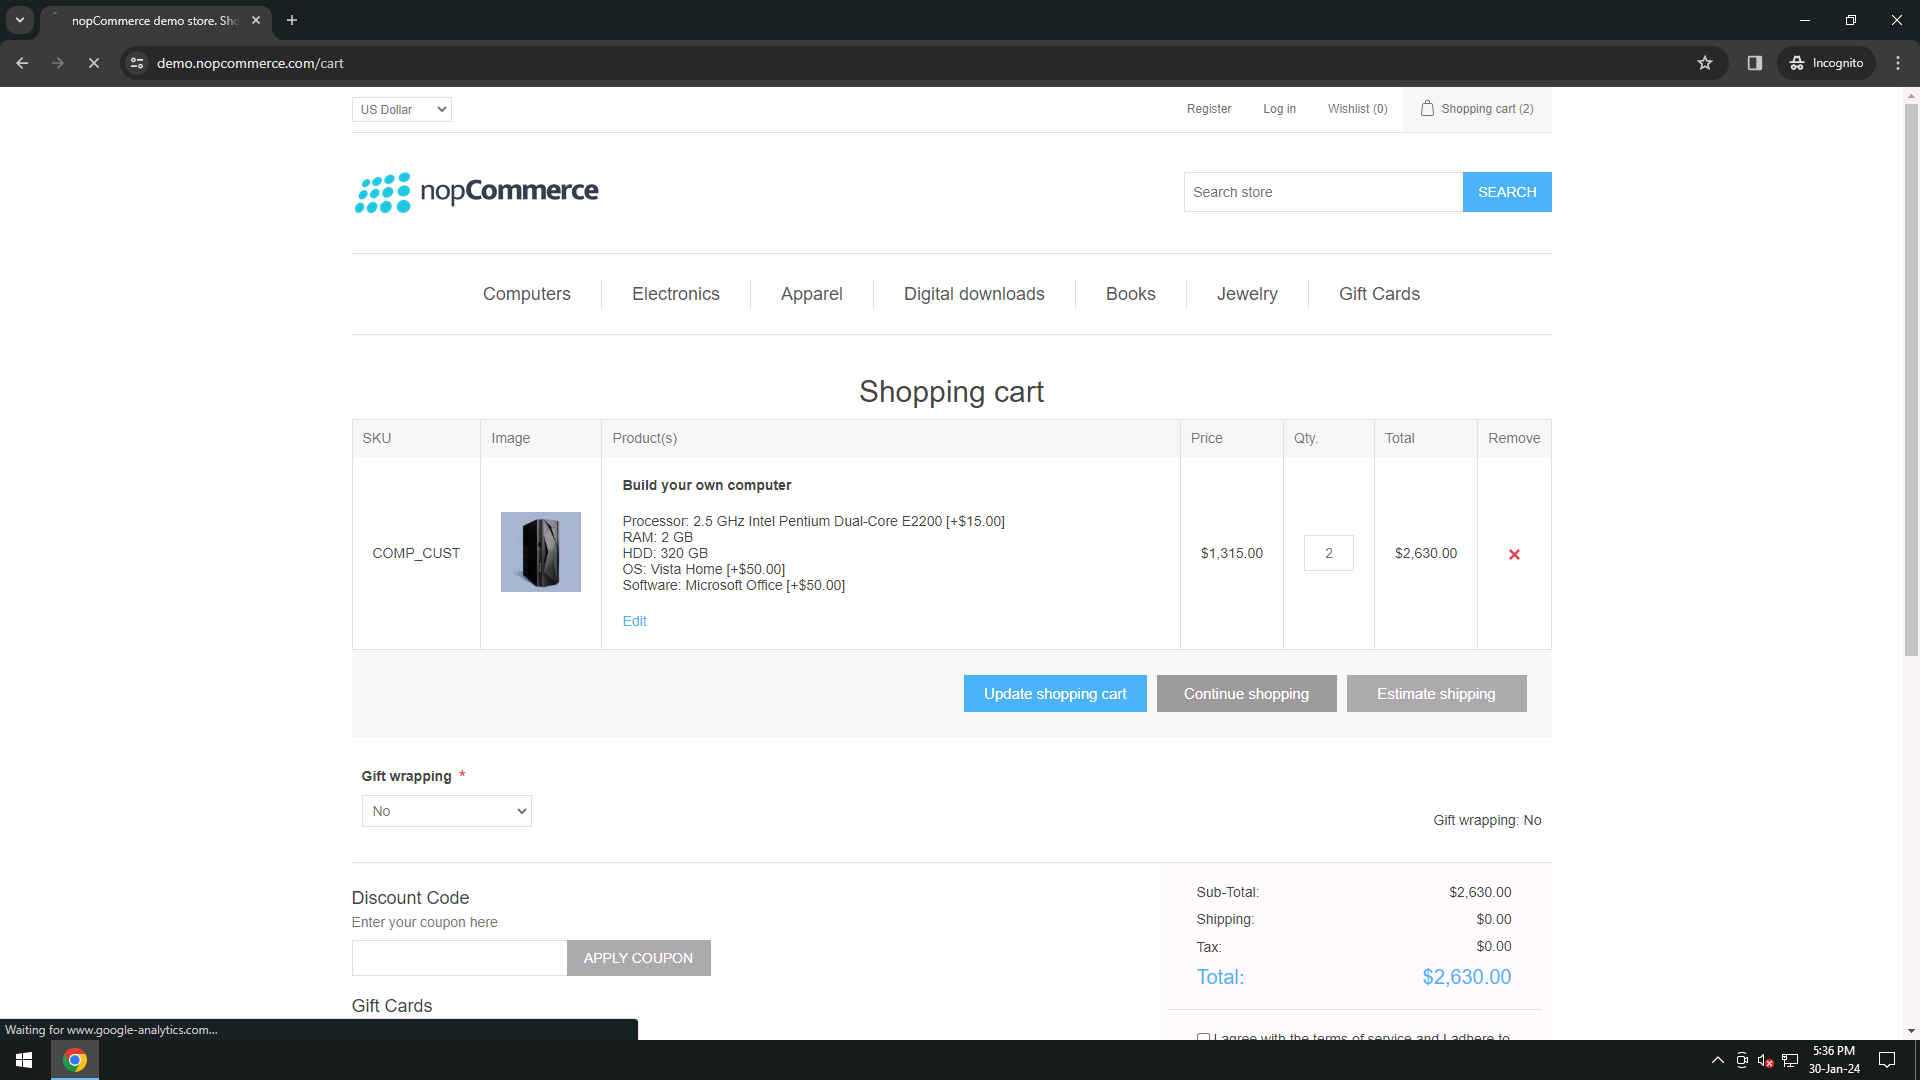 nopCommerce demo store. Sho
demo.nopcommerce.com/cart
Incognito
US Dollar
Register
Log in
Wishlist (0)
Shopping cart (2)
nopCommerce
Search store
SEARCH
Computers
Electronics
Apparel
Digital downloads
Books
Jewelry
Gift Cards
Shopping cart
SKU
Image
Product(s)
Price
Qty.
Total
Remove
COMP_CUST
Build your own computer
Processor: 2.5 GHz Intel Pentium Dual-Core E2200 [+$15.00]
RAM: 2 GB
HDD: 320 GB
OS: Vista Home [+$50.00]
Software: Microsoft Office [+$50.00]
Edit
$1,315.00
2
$2,630.00
Update shopping cart
Continue shopping
Estimate shipping
Gift wrapping *
No
Gift wrapping: No
Discount Code
Enter your coupon here
APPLY COUPON
Gift Cards
Sub-Total: $2,630.00
Shipping: $0.00
Tax: $0.00
Total: $2,630.00
I agree with the terms of service and I adhere to
Waiting for www.google-analytics.com...
5:36 PM
30-Jan-24